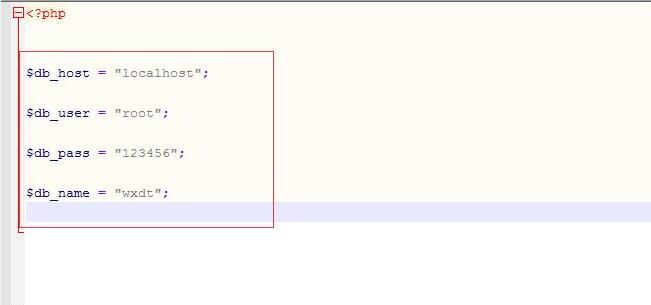 <?php
$db_host = "localhost";
$db_user = "root";
$db_pass = "123456";
$db_name = "wxdt";